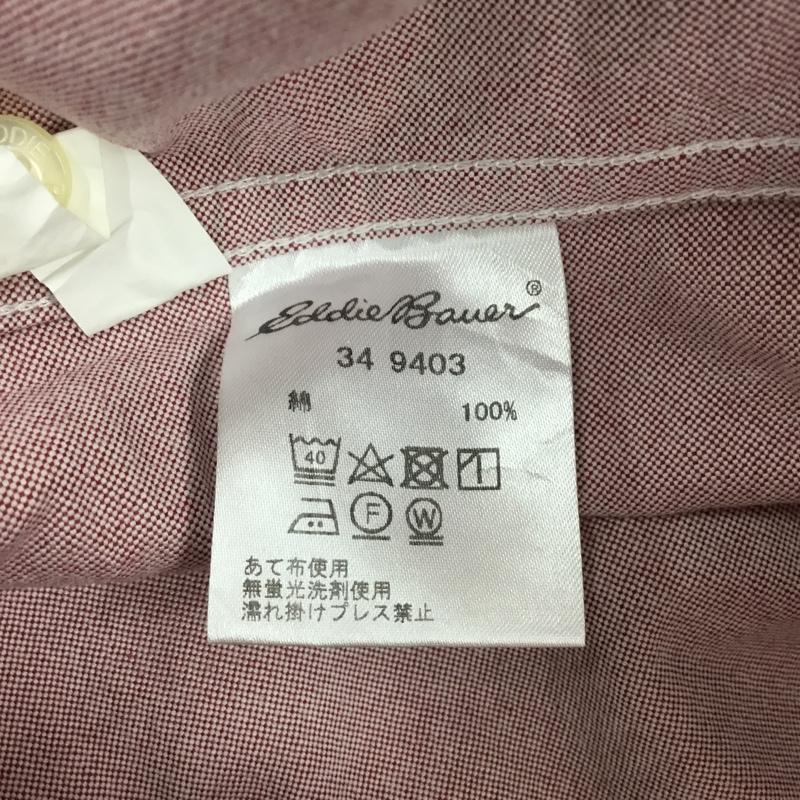 ODDIE
Eddie Bauer®
34 9403
綿 100%
40
F W
あて布使用
無蛍光洗剤使用
濡れ掛けプレス禁止